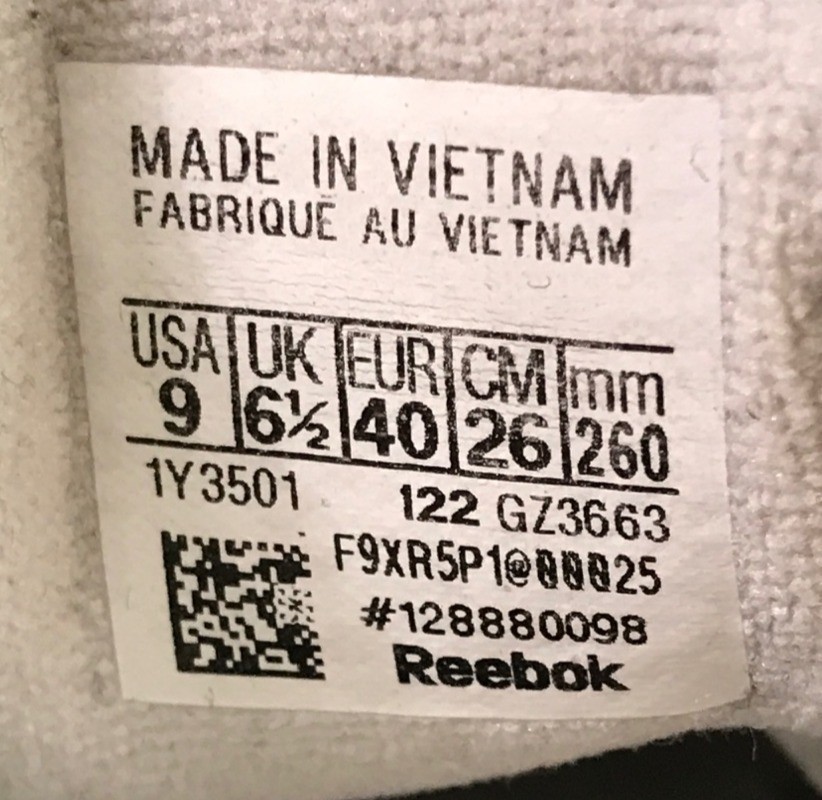 MADE IN VIETNAM
FABRIQUÉ AU VIETNAM
USA UK EUR CM mm
9 6½ 40 26 260
1Y3501 122 GZ3663
F9XR5P1@00025
#128880098
Reebok